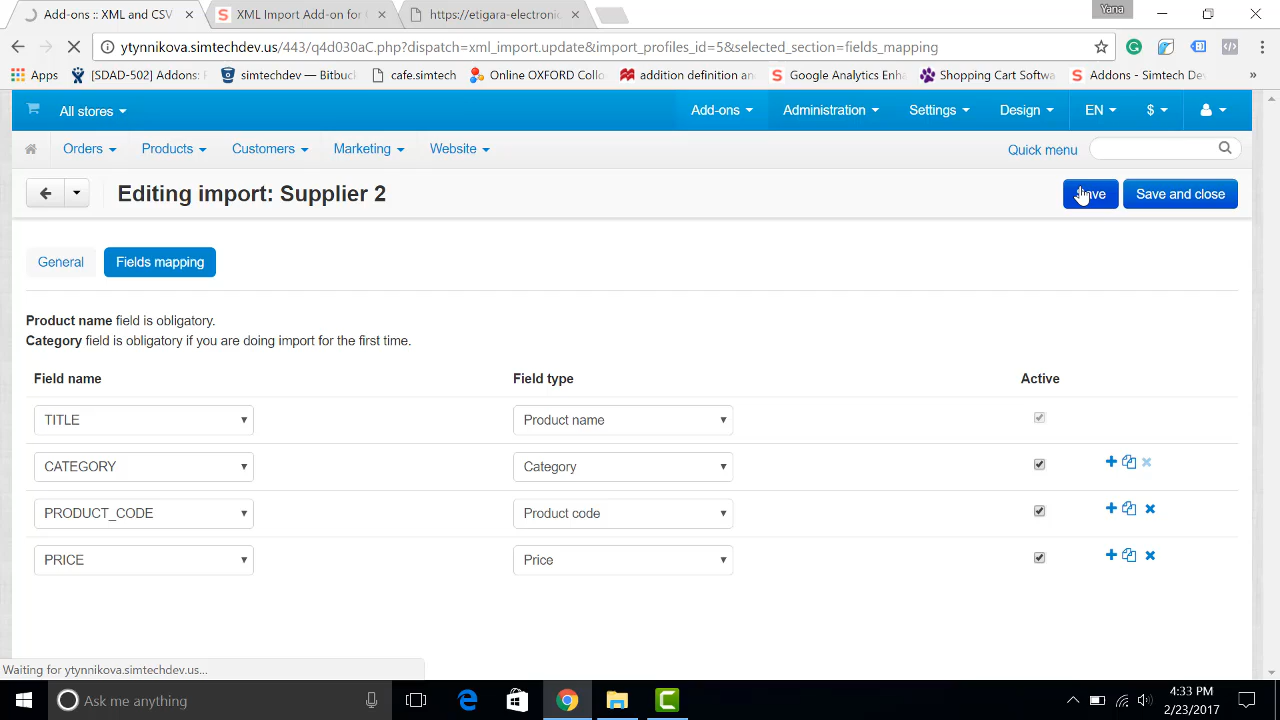 Add-ons :: XML and CSV
XML Import Add-on for
https://etigara-electronic
Yana
ytynnikova.simtechdev.us/443/q4d030aC.php?dispatch=xml_import.update&import_profiles_id=5&selected_section=fields_mapping
Apps
[SDAD-502] Addons:
simtechdev — Bitbuc
cafe.simts
Online OXFORD Collo
addition definition an
Google Analytics Enh
Shopping Cart Softwa
Addons - Simtech De
»
All stores
Add-ons
Administration
Settings
Design
EN
$
Orders
Products
Customers
Marketing
Website
Quick menu
Editing import: Supplier 2
Save and close
General
Fields mapping
Product name field is obligatory.
Category field is obligatory if you are doing import for the first time.
Field name
Field type
Active
TITLE
Product name
CATEGORY
Category
PRODUCT_CODE
Product code
PRICE
Price
Waiting for ytynnikova.simtechdev.us...
Ask me anything
4:33 PM
2/23/2017